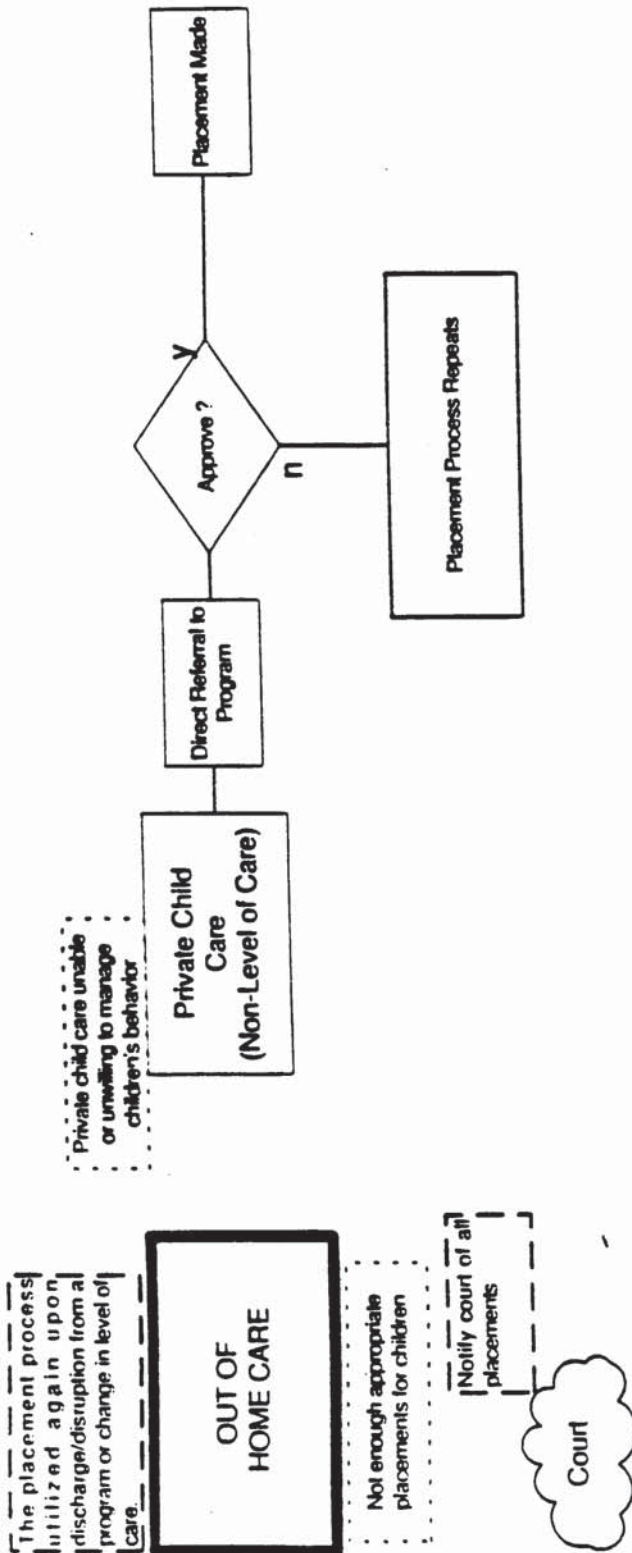 The placement process
utilized again upon
discharge/disruption from a
program or change in level of
care.
OUT OF
HOME CARE
Not enough appropriate
placements for children
Notify court of all
placements
Court
Private child care unable
or unwilling to manage
children's behavior
Private Child
Care
(Non-Level of Care)
Direct Referral to
Program
Approve ?
y
n
Placement Made
Placement Process Repeats